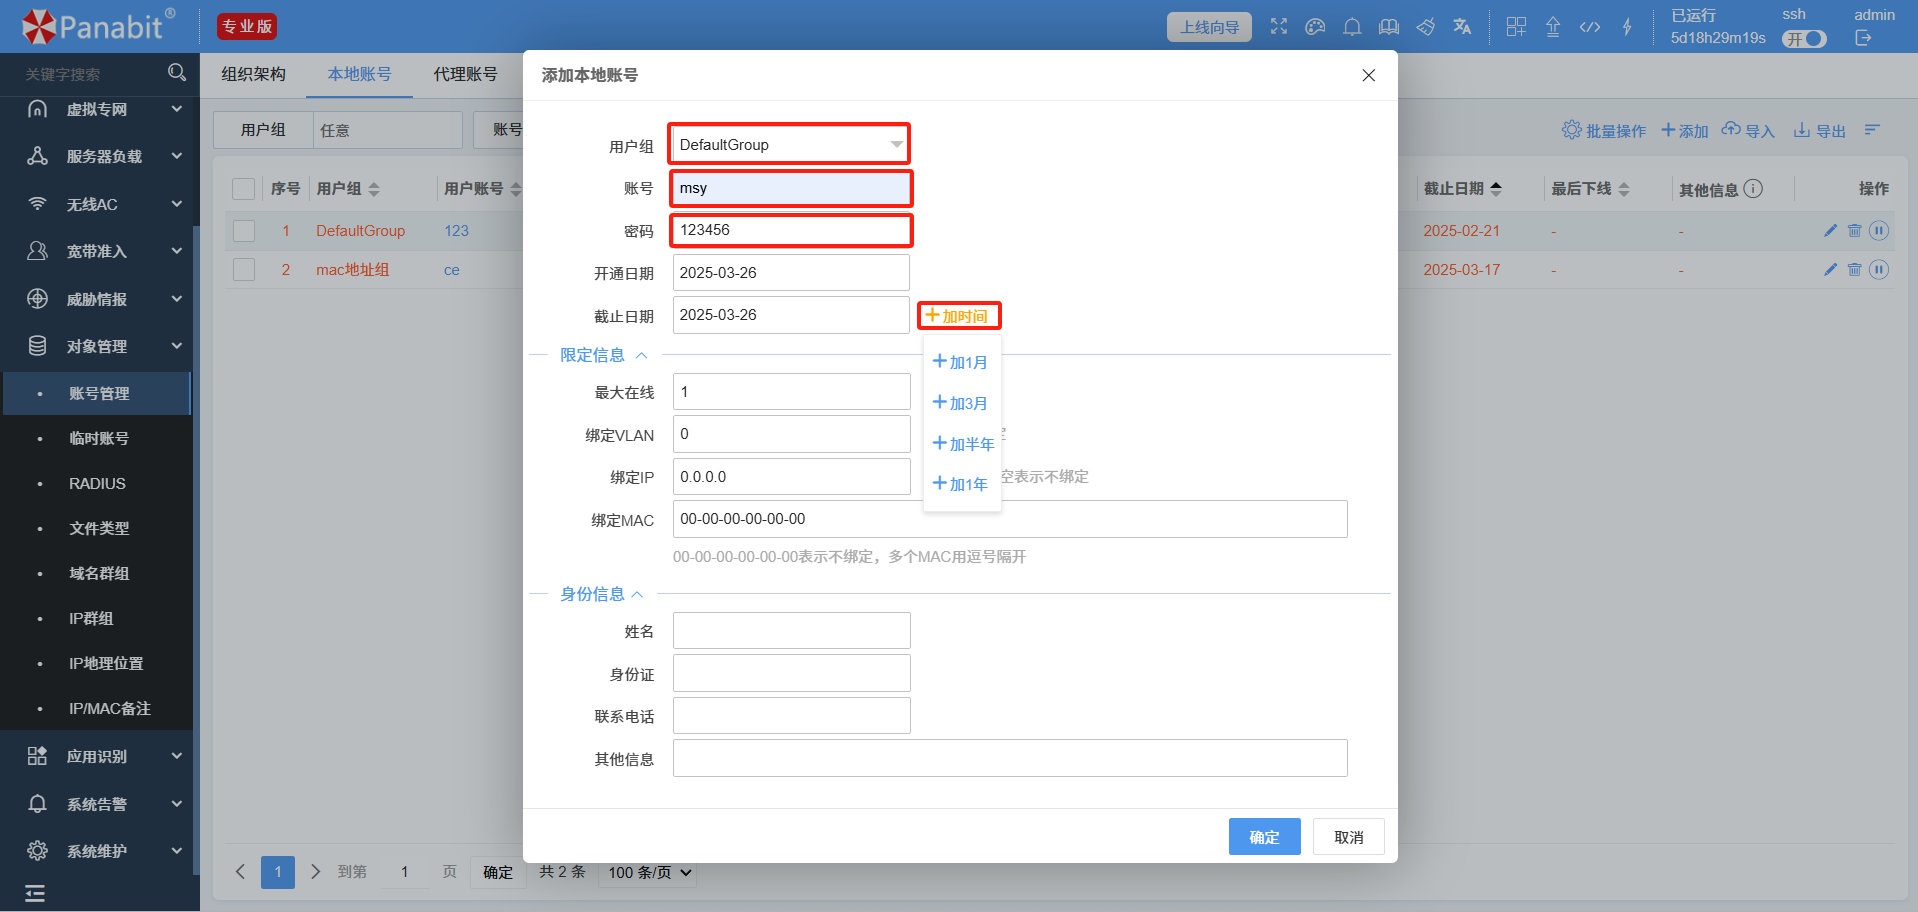 Panabit®
专业版
上线向导
已运行
5d18h29m19s
ssh
开
admin
关键字搜索
虚拟专网
服务器负载
无线AC
宽带准入
威胁情报
对象管理
账号管理
临时账号
RADIUS
文件类型
域名群组
IP群组
IP地理位置
IP/MAC备注
应用识别
系统告警
系统维护
组织架构
本地账号
代理账号
用户组
任意
账号
批量操作
添加
导入
导出
序号
用户组
用户账号
截止日期
最后下线
其他信息
操作
1 DefaultGroup 123 2025-02-21 - -
2 mac地址组 ce 2025-03-17 - -
1
到第
1
页
确定
共 2 条
100 条/页
添加本地账号
用户组
DefaultGroup
账号
msy
密码
123456
开通日期
2025-03-26
截止日期
2025-03-26
加时间
加1月
加3月
加半年
加1年
限定信息
最大在线
1
绑定VLAN
0
绑定IP
0.0.0.0
空表示不绑定
绑定MAC
00-00-00-00-00-00
00-00-00-00-00-00表示不绑定，多个MAC用逗号隔开
身份信息
姓名
身份证
联系电话
其他信息
确定
取消